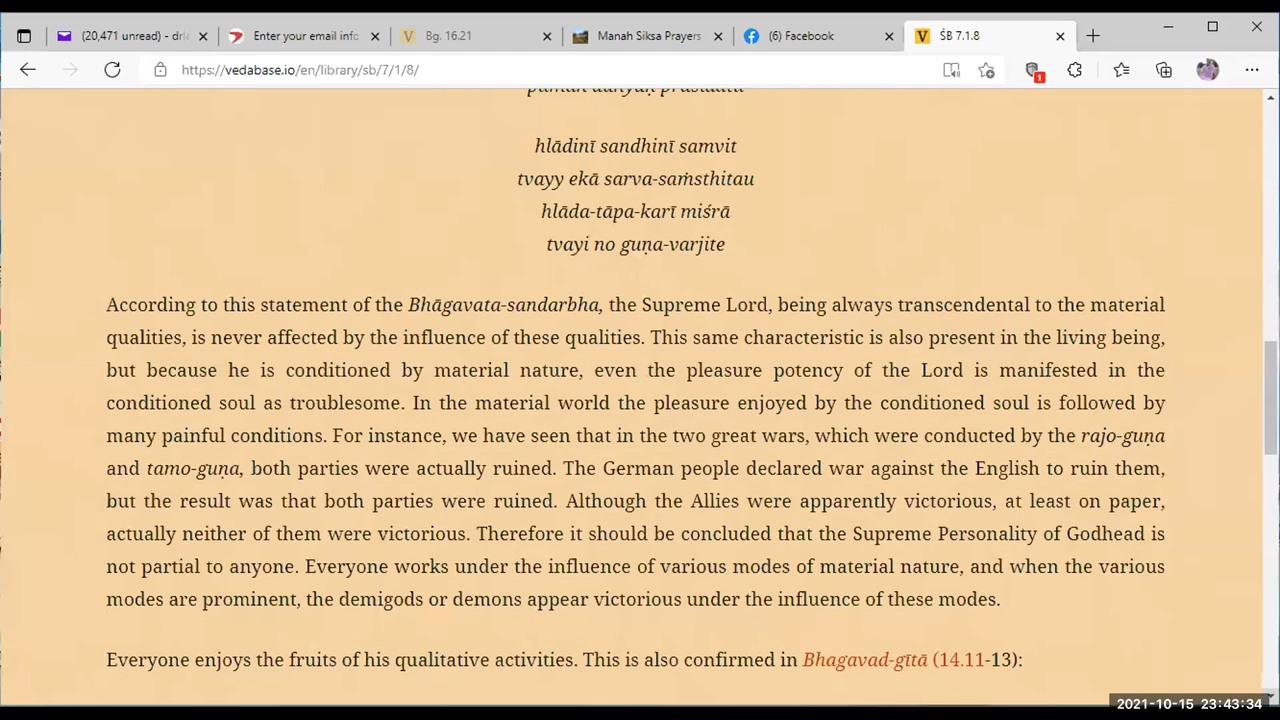 (20,471 unread) - drl
Enter your email info
Bg. 16.21
Manah Siksa Prayers
(6) Facebook
ŚB 7.1.8
https://vedabase.io/en/library/sb/7/1/8/
1
hlādinī sandhinī samvit
tvayy ekā sarva-saṁsthitau
hlāda-tāpa-karī miśrā
tvayi no guṇa-varjite
According to this statement of the Bhāgavata-sandarbha, the Supreme Lord, being always transcendental to the material
qualities, is never affected by the influence of these qualities. This same characteristic is also present in the living being,
but because he is conditioned by material nature, even the pleasure potency of the Lord is manifested in the
conditioned soul as troublesome. In the material world the pleasure enjoyed by the conditioned soul is followed by
many painful conditions. For instance, we have seen that in the two great wars, which were conducted by the rajo-guṇa
and tamo-guṇa, both parties were actually ruined. The German people declared war against the English to ruin them,
but the result was that both parties were ruined. Although the Allies were apparently victorious, at least on paper,
actually neither of them were victorious. Therefore it should be concluded that the Supreme Personality of Godhead is
not partial to anyone. Everyone works under the influence of various modes of material nature, and when the various
modes are prominent, the demigods or demons appear victorious under the influence of these modes.
Everyone enjoys the fruits of his qualitative activities. This is also confirmed in Bhagavad-gītā (14.11-13):
2021-10-15 23:43:34